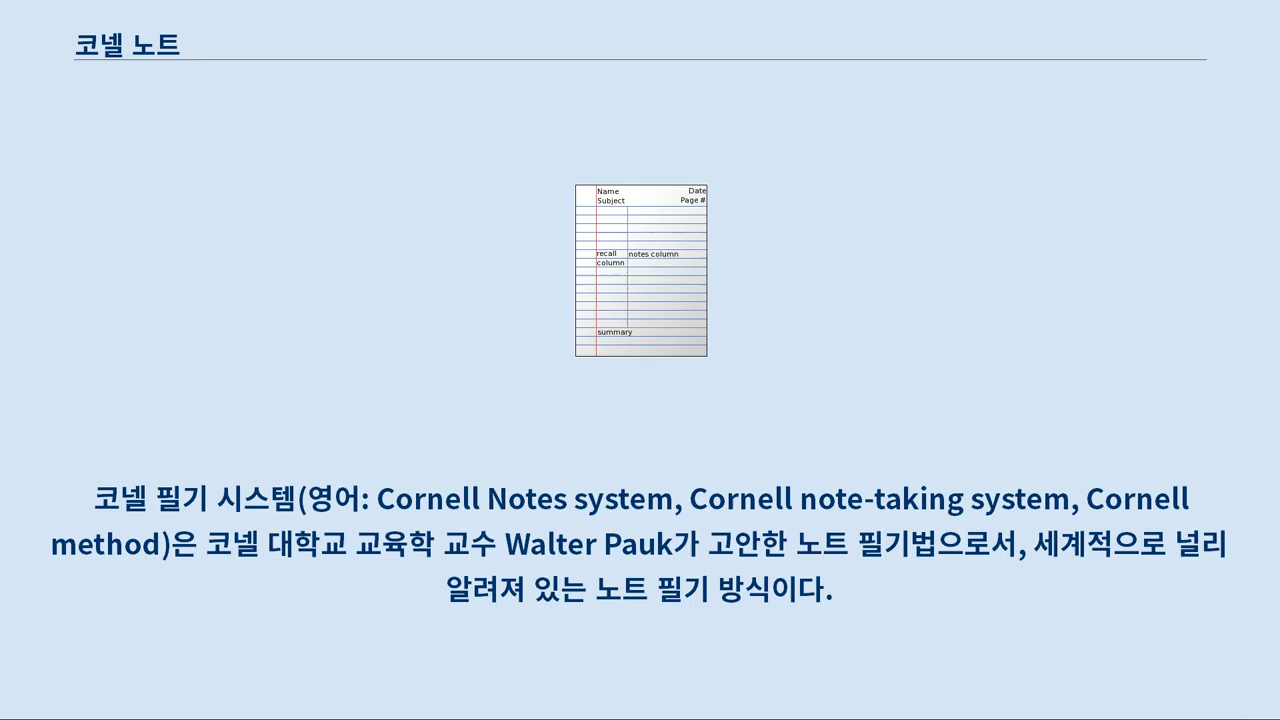 코넬 노트
Name Date
Subject Page #
recall notes column
column
summary
코넬 필기 시스템(영어: Cornell Notes system, Cornell note-taking system, Cornell
method)은 코넬 대학교 교육학 교수 Walter Pauk가 고안한 노트 필기법으로서, 세계적으로 널리
알려져 있는 노트 필기 방식이다.